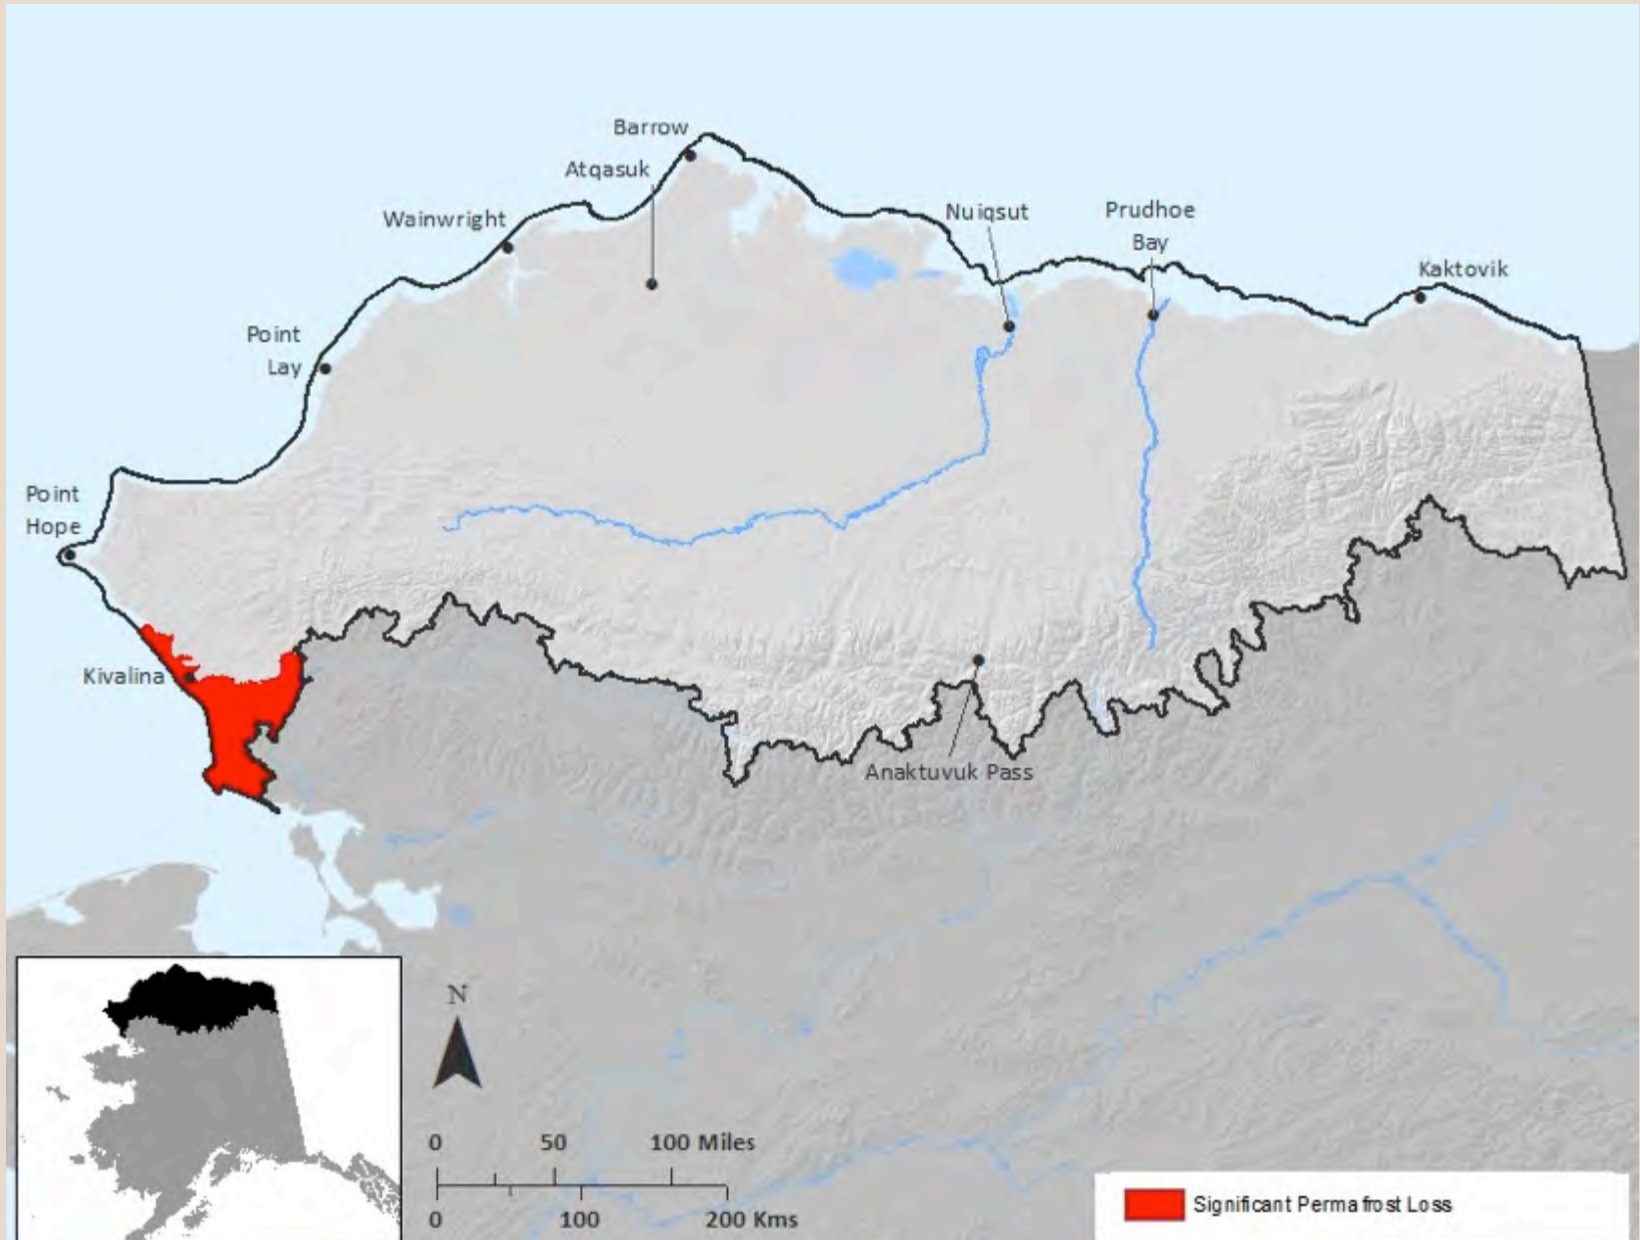 Barrow
Atqasuk
Wainwright
Nuiqsut
Prudhoe
Bay
Kaktovik
Point
Lay
Point
Hope
Kivalina
Anaktuvuk Pass
N
0 50 100 Miles
0 100 200 Kms
Significant Permafrost Loss